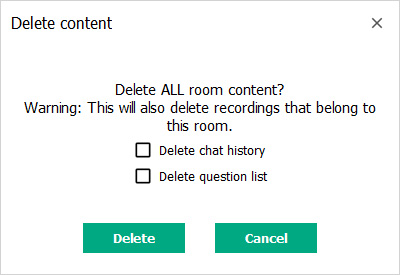 Delete content
Delete ALL room content?
Warning: This will also delete recordings that belong to
this room.
Delete chat history
Delete question list
Delete
Cancel